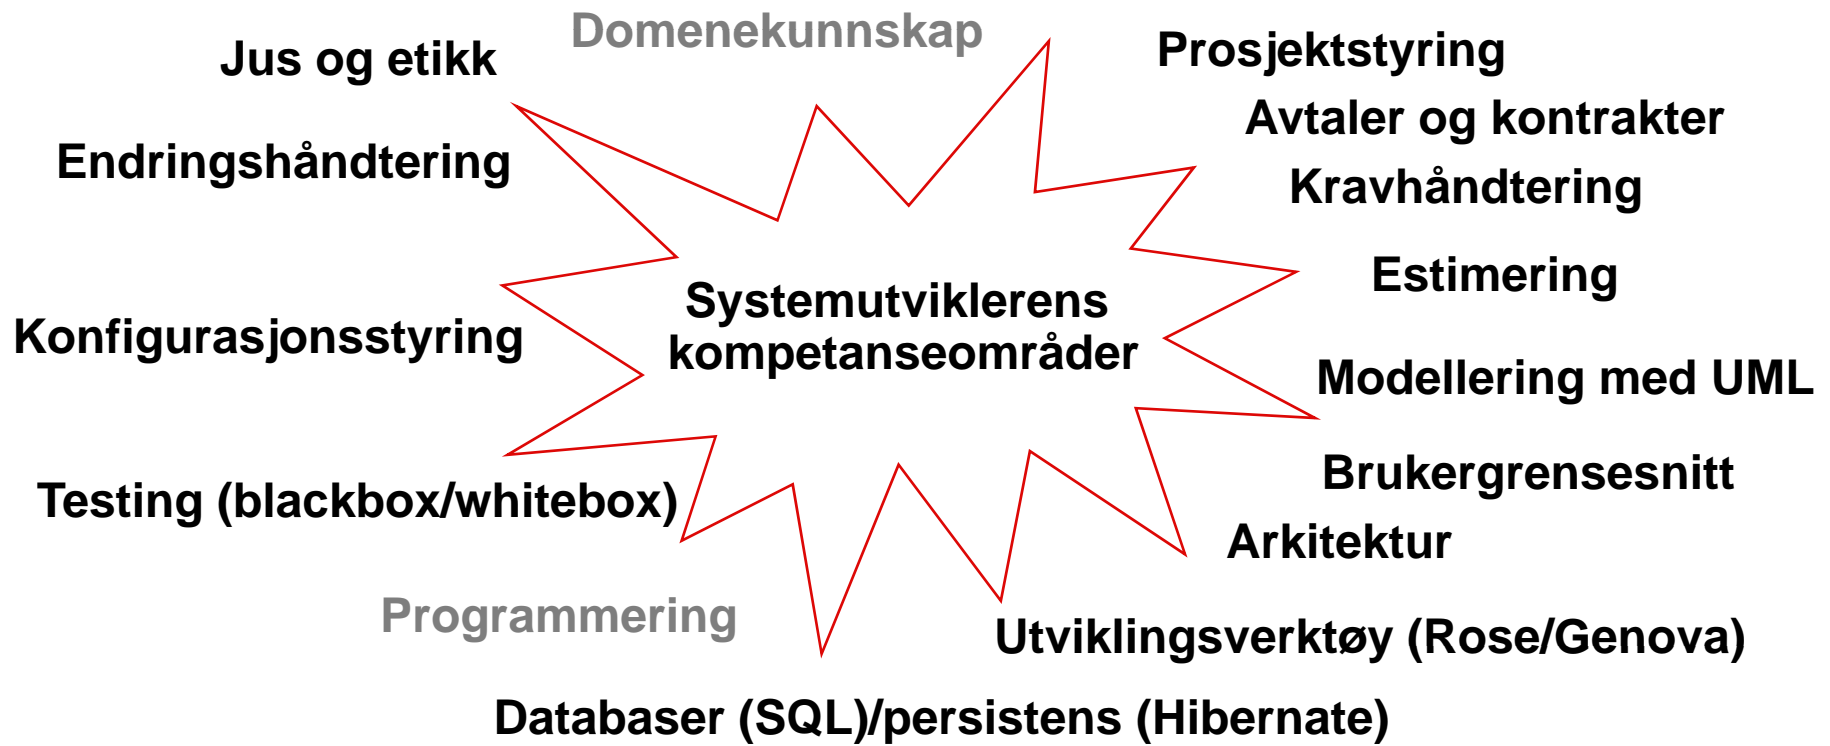 Domenekunnskap
Jus og etikk
Prosjektstyring
Avtaler og kontrakter
Endringshåndtering
Kravhåndtering
Estimering
Systemutviklerens
kompetanseområder
Konfigurasjonsstyring
Modellering med UML
Brukergrensesnitt
Testing (blackbox/whitebox)
Arkitektur
Programmering
Utviklingsverktøy (Rose/Genova)
Databaser (SQL)/persistens (Hibernate)